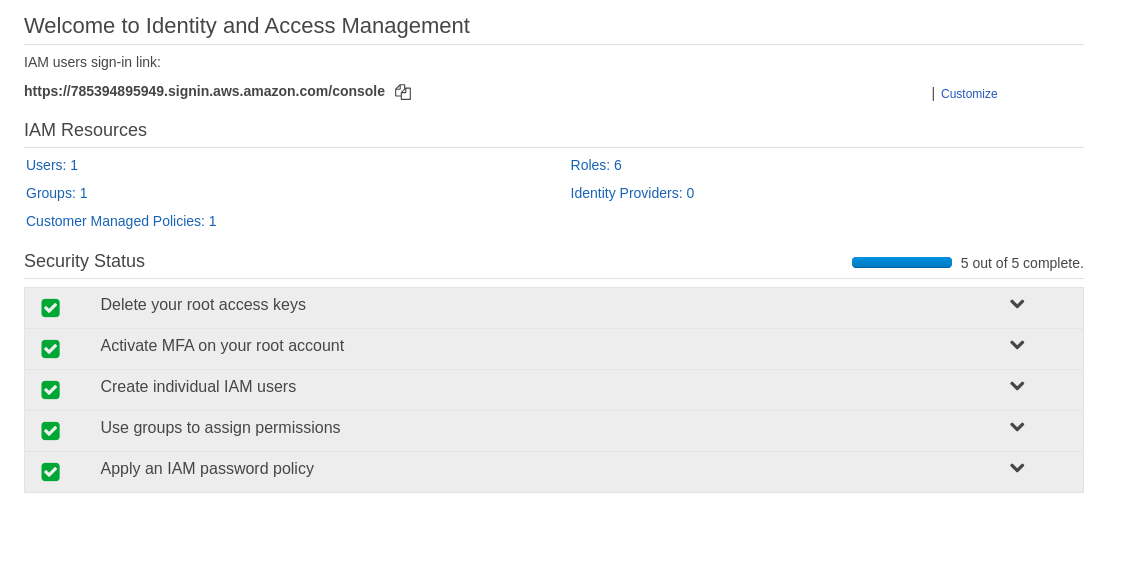 Welcome to Identity and Access Management
IAM users sign-in link:
https://785394895949.signin.aws.amazon.com/console
| Customize
IAM Resources
Users: 1
Roles: 6
Groups: 1
Identity Providers: 0
Customer Managed Policies: 1
Security Status
5 out of 5 complete.
Delete your root access keys
Activate MFA on your root account
Create individual IAM users
Use groups to assign permissions
Apply an IAM password policy